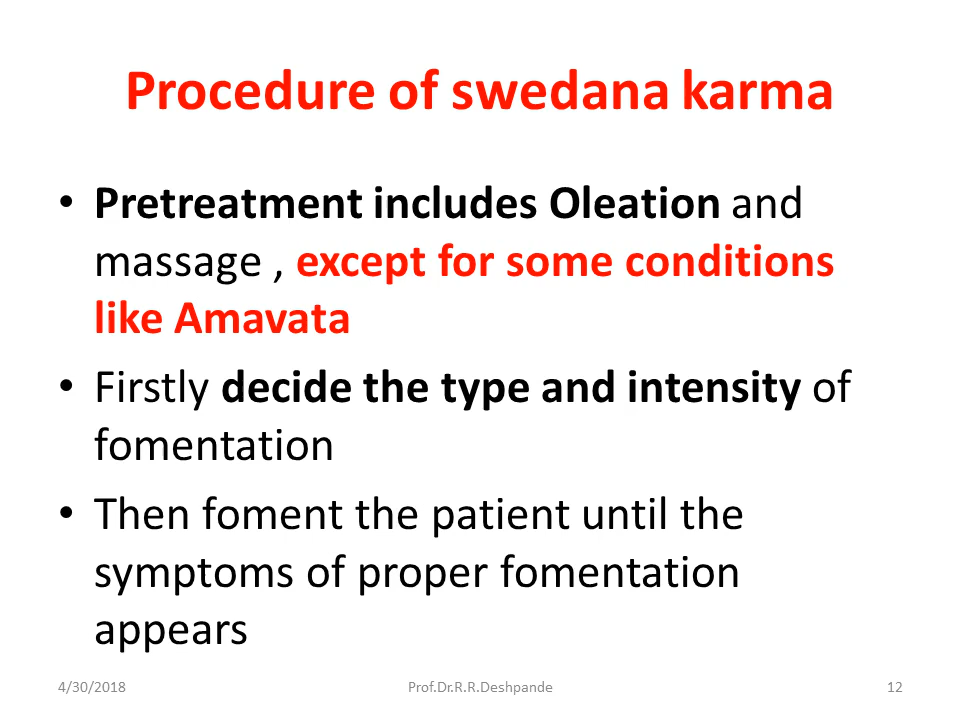 Procedure of swedana karma
• Pretreatment includes Oleation and
massage , except for some conditions
like Amavata
• Firstly decide the type and intensity of
fomentation
• Then foment the patient until the
symptoms of proper fomentation
appears
4/30/2018 Prof.Dr.R.R.Deshpande 12